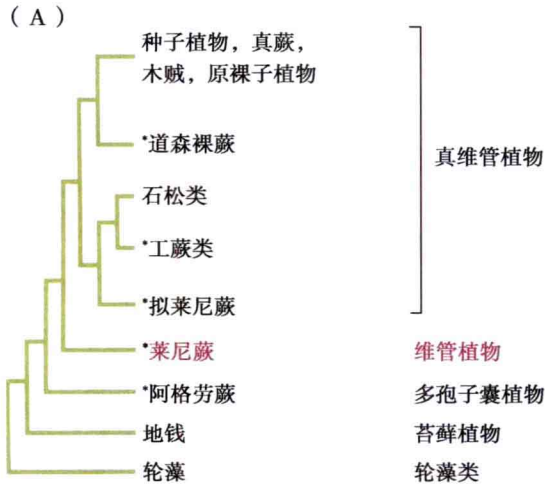 (A)
种子植物，真蕨，
木贼，原裸子植物
*道森裸蕨
真维管植物
石松类
*工蕨类
*拟莱尼蕨
*莱尼蕨 维管植物
*阿格劳蕨 多孢子囊植物
地钱 苔藓植物
轮藻 轮藻类